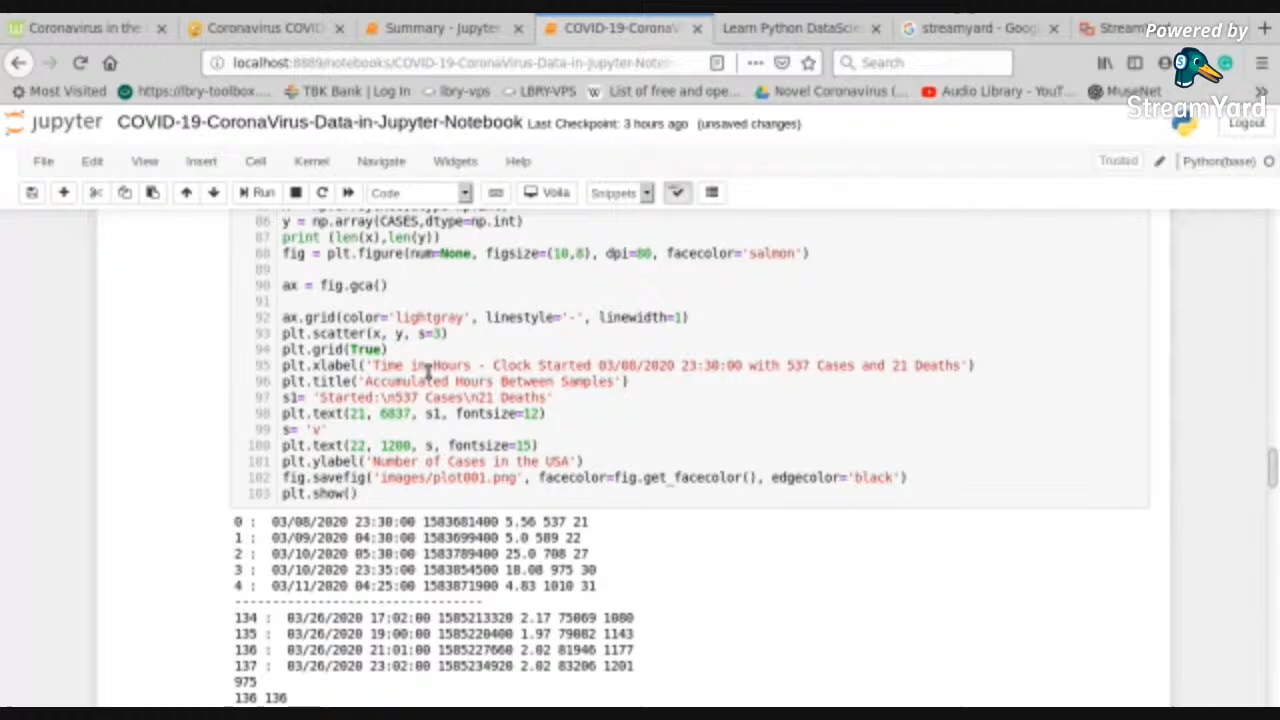 Coronavirus in the
Coronavirus COVID
Summary - Jupyter
COVID-19-CoronaV
Learn Python DataScie
streamyard - Goog
Stream
Powered by
StreamYard
localhost:8889/notebooks/COVID-19-CoronaVirus-Data-in-Jupyter-Noteb
Search
Most Visited
https://lbry-toolbox....
TBK Bank | Log In
lbry-vps
LBRY-VPS
List of free and ope...
Novel Coronavirus (...
Audio Library - YouT...
MuseNet
jupyter COVID-19-CoronaVirus-Data-in-Jupyter-Notebook Last Checkpoint: 3 hours ago (unsaved changes)
Logout
File Edit View Insert Cell Kernel Navigate Widgets Help
Trusted
Python(base)
Run
Code
Voila
Snippets
86 y = np.array(CASES,dtype=np.int)
87 print (len(x),len(y))
88 fig = plt.figure(num=None, figsize=(10,8), dpi=80, facecolor='salmon')
89
90 ax = fig.gca()
91
92 ax.grid(color='lightgray', linestyle='-', linewidth=1)
93 plt.scatter(x, y, s=3)
94 plt.grid(True)
95 plt.xlabel('Time in Hours - Clock Started 03/08/2020 23:30:00 with 537 Cases and 21 Deaths')
96 plt.title('Accumulated Hours Between Samples')
97 s1= 'Started:\n537 Cases\n21 Deaths'
98 plt.text(21, 6837, s1, fontsize=12)
99 s= 'v'
100 plt.text(22, 1200, s, fontsize=15)
101 plt.ylabel('Number of Cases in the USA')
102 fig.savefig('images/plot001.png', facecolor=fig.get_facecolor(), edgecolor='black')
103 plt.show()
0 : 03/08/2020 23:30:00 1583681400 5.56 537 21
1 : 03/09/2020 04:30:00 1583699400 5.0 589 22
2 : 03/10/2020 05:30:00 1583789400 25.0 708 27
3 : 03/10/2020 23:35:00 1583854500 18.08 975 30
4 : 03/11/2020 04:25:00 1583871900 4.83 1010 31
--------------------------------
134 : 03/26/2020 17:02:00 1585213320 2.17 75069 1080
135 : 03/26/2020 19:00:00 1585220400 1.97 79082 1143
136 : 03/26/2020 21:01:00 1585227660 2.02 81946 1177
137 : 03/26/2020 23:02:00 1585234920 2.02 83206 1201
975
136 136